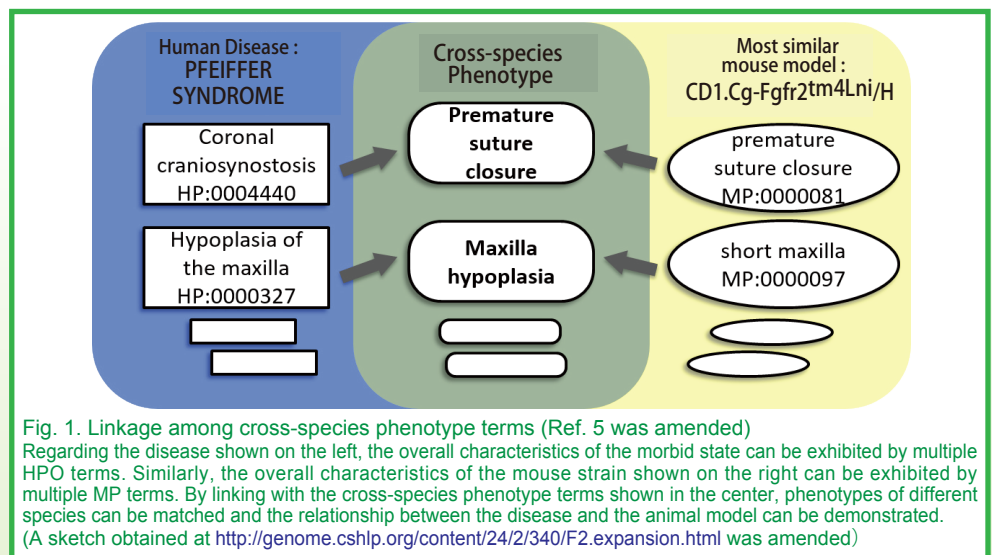 Human Disease :
PFEIFFER
SYNDROME
Coronal
craniosynostosis
HP:0004440
Hypoplasia of
the maxilla
HP:0000327
Cross-species
Phenotype
Premature
suture
closure
Maxilla
hypoplasia
Most similar
mouse model :
CD1.Cg-Fgfr2tm4Lni/H
premature
suture closure
MP:0000081
short maxilla
MP:0000097
Fig. 1. Linkage among cross-species phenotype terms (Ref. 5 was amended)
Regarding the disease shown on the left, the overall characteristics of the morbid state can be exhibited by multiple
HPO terms. Similarly, the overall characteristics of the mouse strain shown on the right can be exhibited by
multiple MP terms. By linking with the cross-species phenotype terms shown in the center, phenotypes of different
species can be matched and the relationship between the disease and the animal model can be demonstrated.
(A sketch obtained at http://genome.cshlp.org/content/24/2/340/F2.expansion.html was amended)